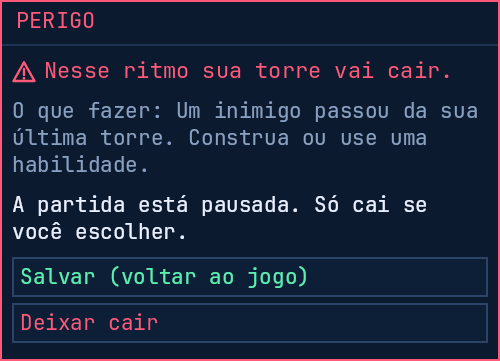 PERIGO
Nesse ritmo sua torre vai cair.
O que fazer: Um inimigo passou da sua
última torre. Construa ou use uma
habilidade.
A partida está pausada. Só cai se
você escolher.
Salvar (voltar ao jogo)
Deixar cair